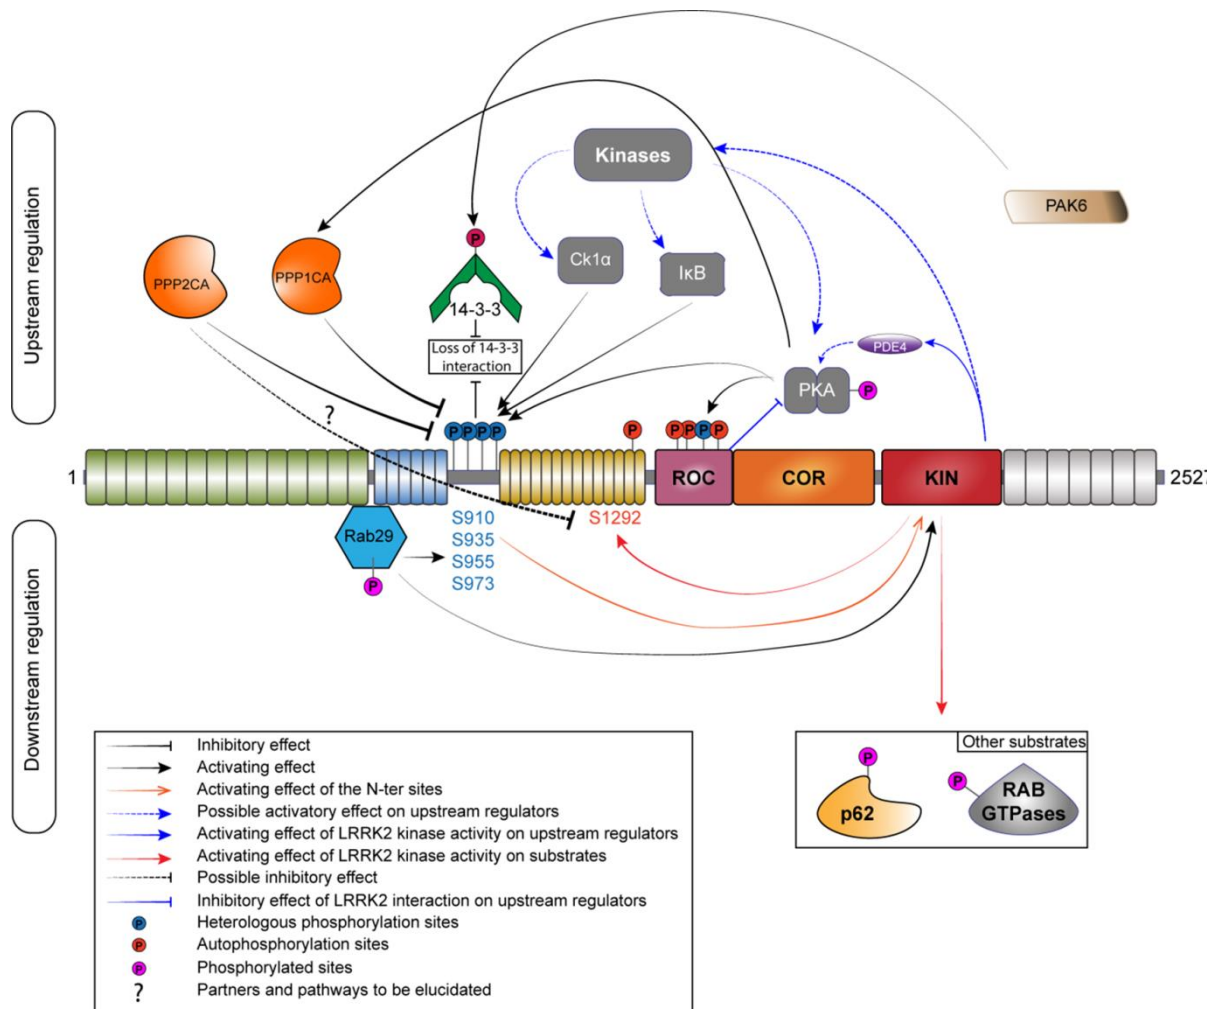 Upstream regulation
Downstream regulation
Kinases
PAK6
P
Ck1α
IκB
PPP2CA
PPP1CA
14-3-3
Loss of 14-3-3
interaction
PDE4
PKA
P
?
P P P P
P
P P P P
1
ROC
COR
KIN
2527
Rab29
P
S910
S935
S955
S973
S1292
Other substrates
P
p62
P
RAB
GTPases
Inhibitory effect
Activating effect
Activating effect of the N-ter sites
Possible activatory effect on upstream regulators
Activating effect of LRRK2 kinase activity on upstream regulators
Activating effect of LRRK2 kinase activity on substrates
Possible inhibitory effect
Inhibitory effect of LRRK2 interaction on upstream regulators
P Heterologous phosphorylation sites
P Autophosphorylation sites
P Phosphorylated sites
? Partners and pathways to be elucidated